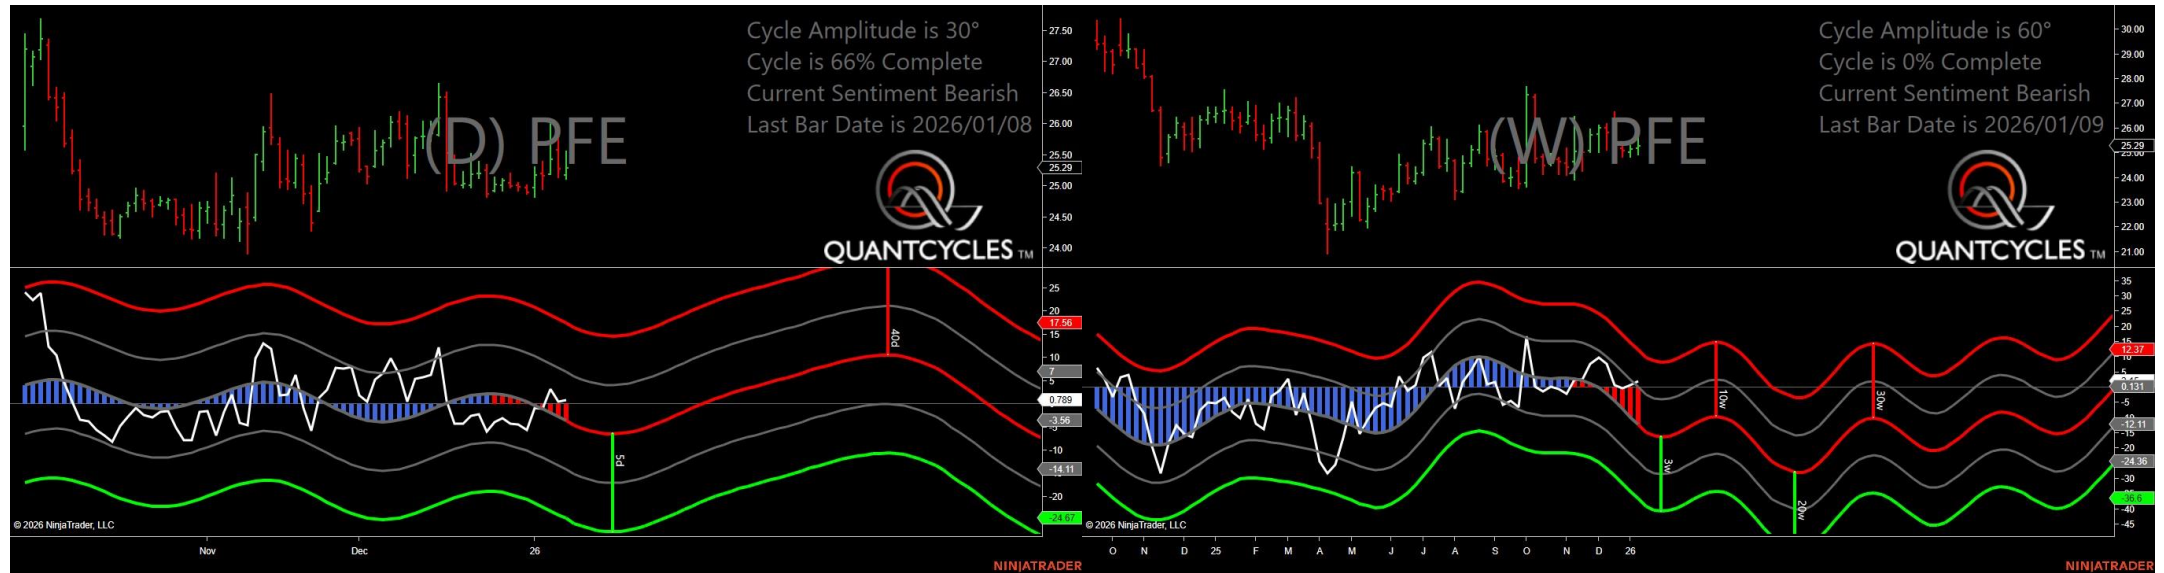 Cycle Amplitude is 30°
Cycle is 66% Complete
Current Sentiment Bearish
Last Bar Date is 2026/01/08
(D) PFE
QUANTCYCLES TM
27.50
27.00
26.50
26.00
25.50
25.29
25.00
24.50
24.00
25
20
17.56
15
10
7
5
0.789
-3.56
-10
-14.11
-20
-24.67
40d
5d
© 2026 NinjaTrader, LLC
Nov
Dec
26
NINJATRADER
Cycle Amplitude is 60°
Cycle is 0% Complete
Current Sentiment Bearish
Last Bar Date is 2026/01/09
(W) PFE
QUANTCYCLES TM
30.00
29.00
28.00
27.00
26.00
25.29
24.00
23.00
22.00
21.00
35
30
25
20
12.37
0.131
-5
-12.11
-15
-20
-24.36
-30
-36.6
-40
-45
10w
30w
3w
20w
© 2026 NinjaTrader, LLC
O N D 25 F M A M J J A S O N D 26
NINJATRADER